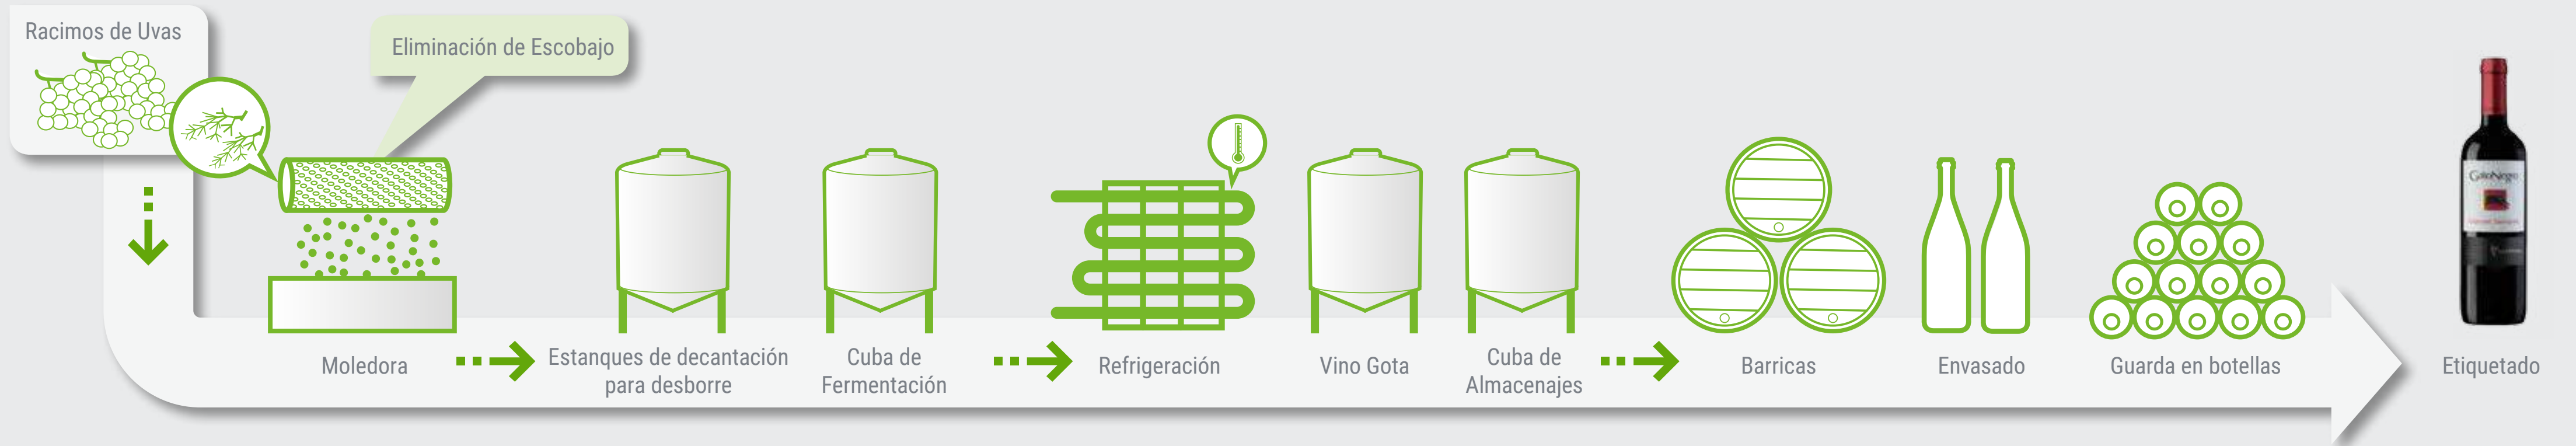 Racimos de Uvas
Eliminación de Escobajo
Moledora
Estanques de decantación
para desborre
Cuba de
Fermentación
Refrigeración
Vino Gota
Cuba de
Almacenajes
Barricas
Envasado
Guarda en botellas
GatoNegro
Etiquetado